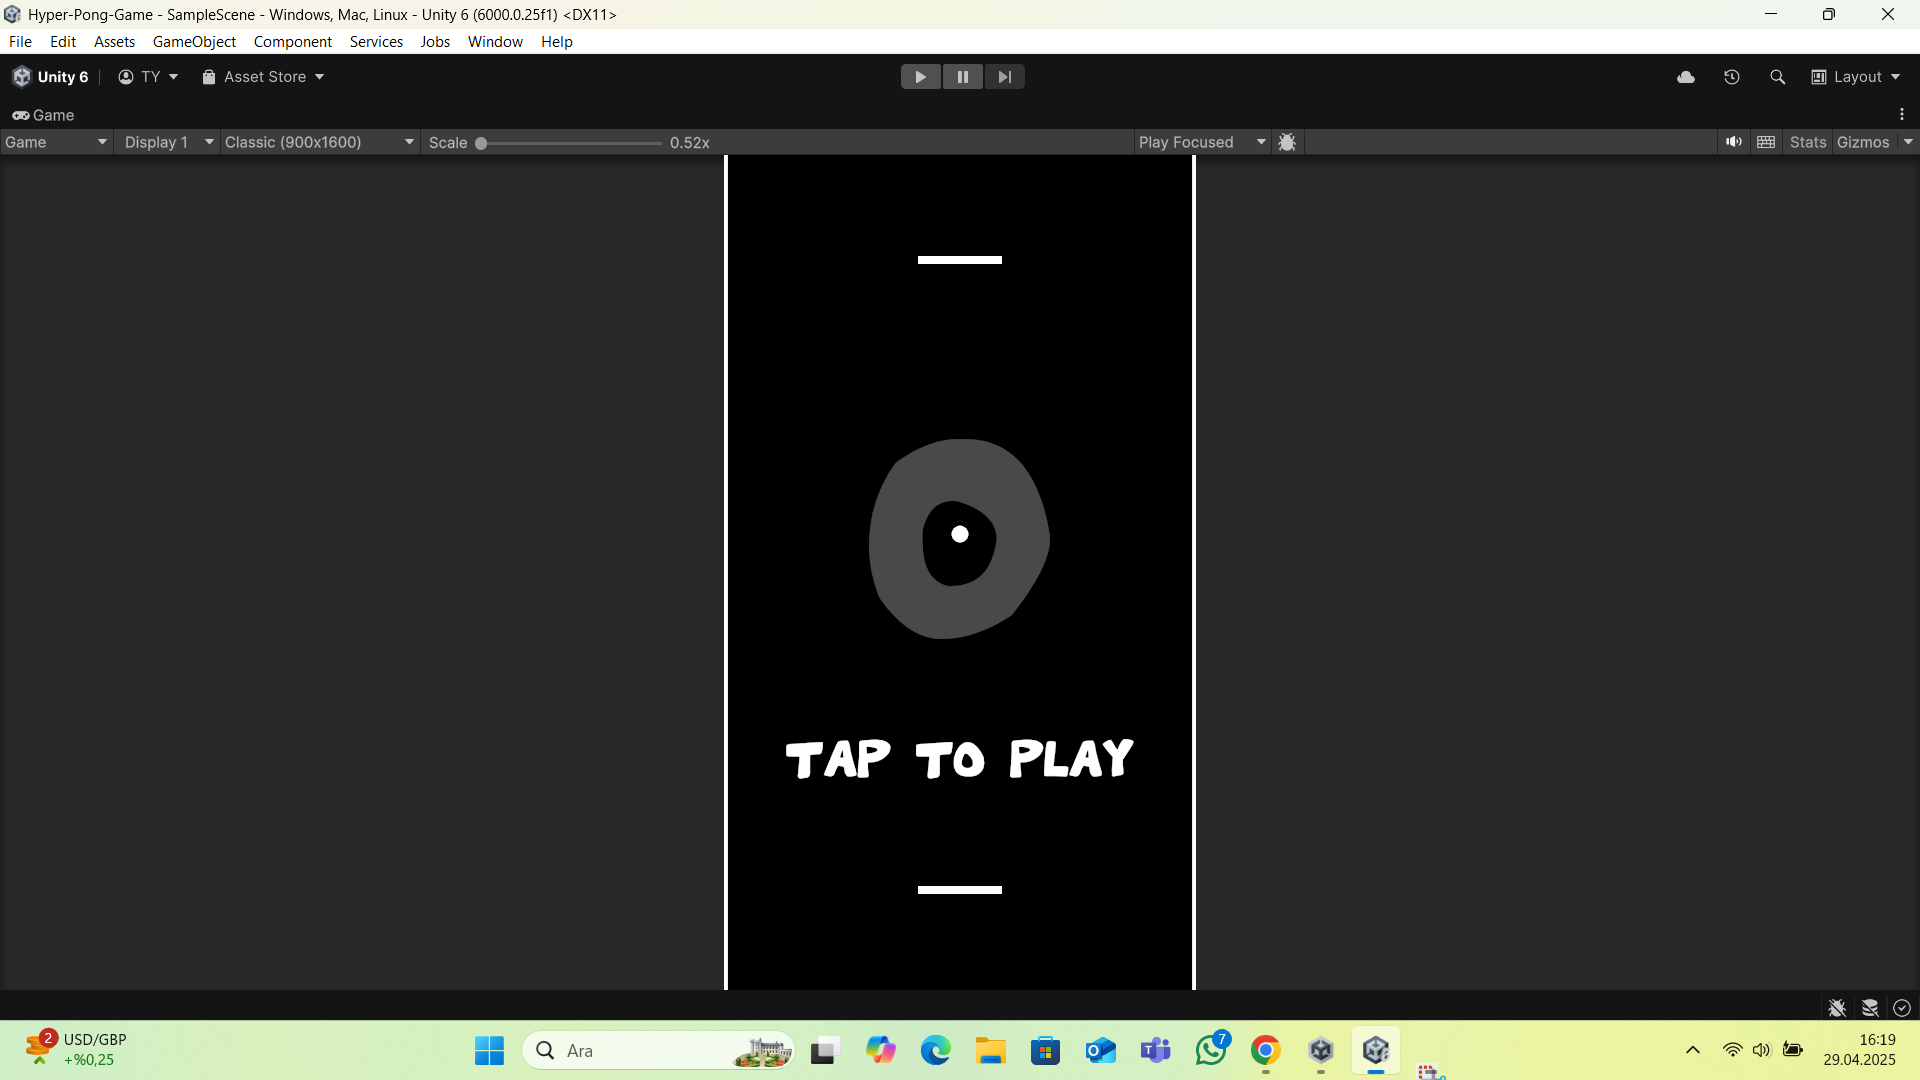 Hyper-Pong-Game - SampleScene - Windows, Mac, Linux - Unity 6 (6000.0.25f1) <DX11>
File Edit Assets GameObject Component Services Jobs Window Help
Unity 6 TY Asset Store Layout
Game
Game Display 1 Classic (900x1600) Scale 0.52x Play Focused Stats Gizmos
0
TAP TO PLAY
2 USD/GBP
+%0,25
Ara
7
16:19
29.04.2025